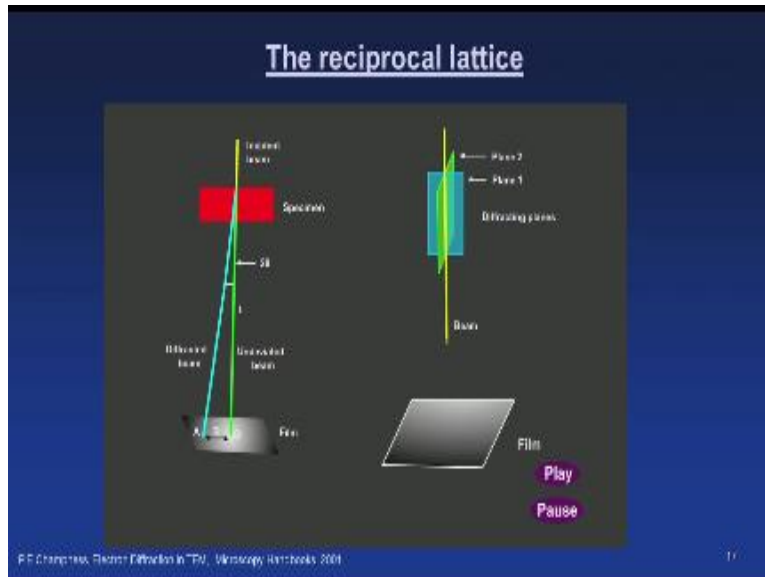 The reciprocal lattice
Incident
beam
Specimen
2θ
L
Diffracted
beam
Undeviated
beam
A
Film
Plane 2
Plane 1
Diffracting planes
Beam
Film
Play
Pause
P.E Champness, Electron Diffraction in TEM, Microscopy Handbooks 2001